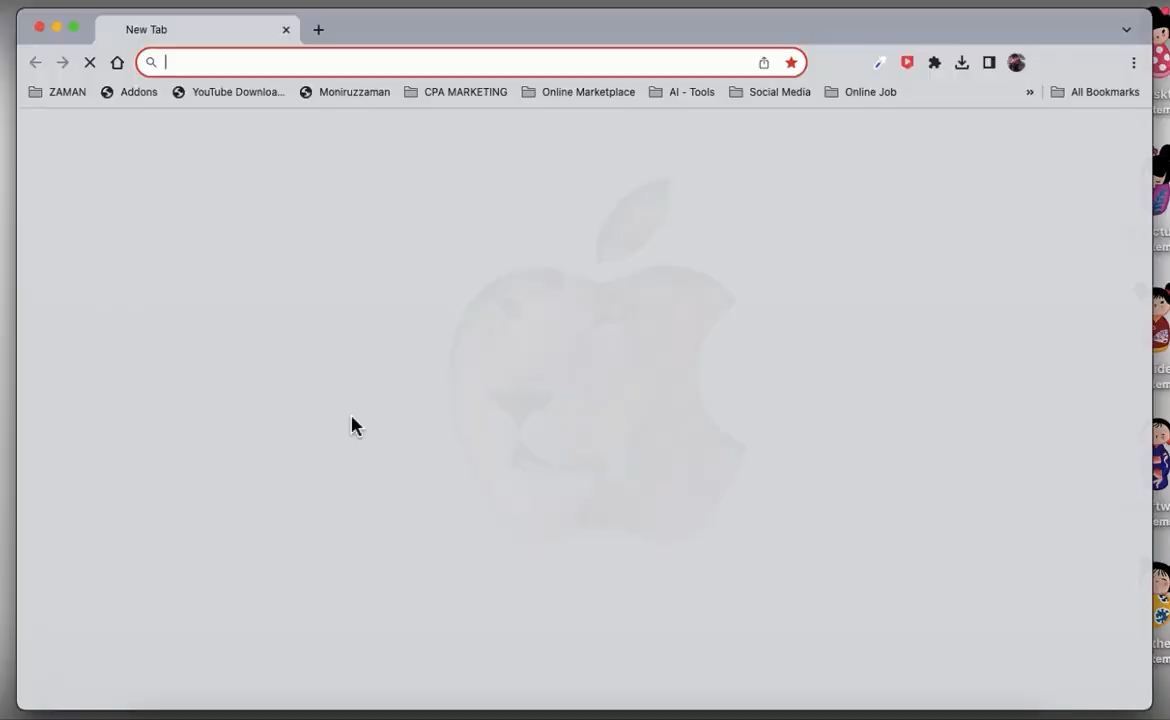 New Tab
ZAMAN Addons YouTube Downloa... Moniruzzaman CPA MARKETING Online Marketplace AI - Tools Social Media Online Job » All Bookmarks